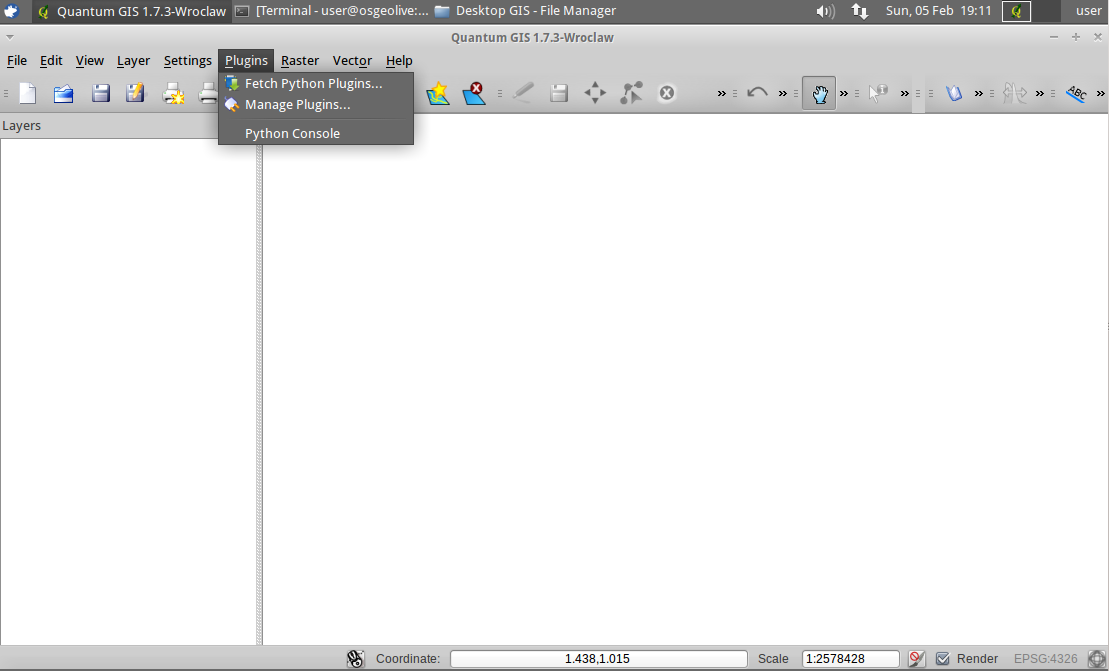 Quantum GIS 1.7.3-Wroclaw [Terminal - user@osgeolive:... Desktop GIS - File Manager Sun, 05 Feb 19:11 user
Quantum GIS 1.7.3-Wroclaw
File Edit View Layer Settings Plugins Raster Vector Help
Fetch Python Plugins...
Manage Plugins...
Python Console
ABC
Layers
Coordinate: 1.438,1.015 Scale 1:2578428 Render EPSG:4326